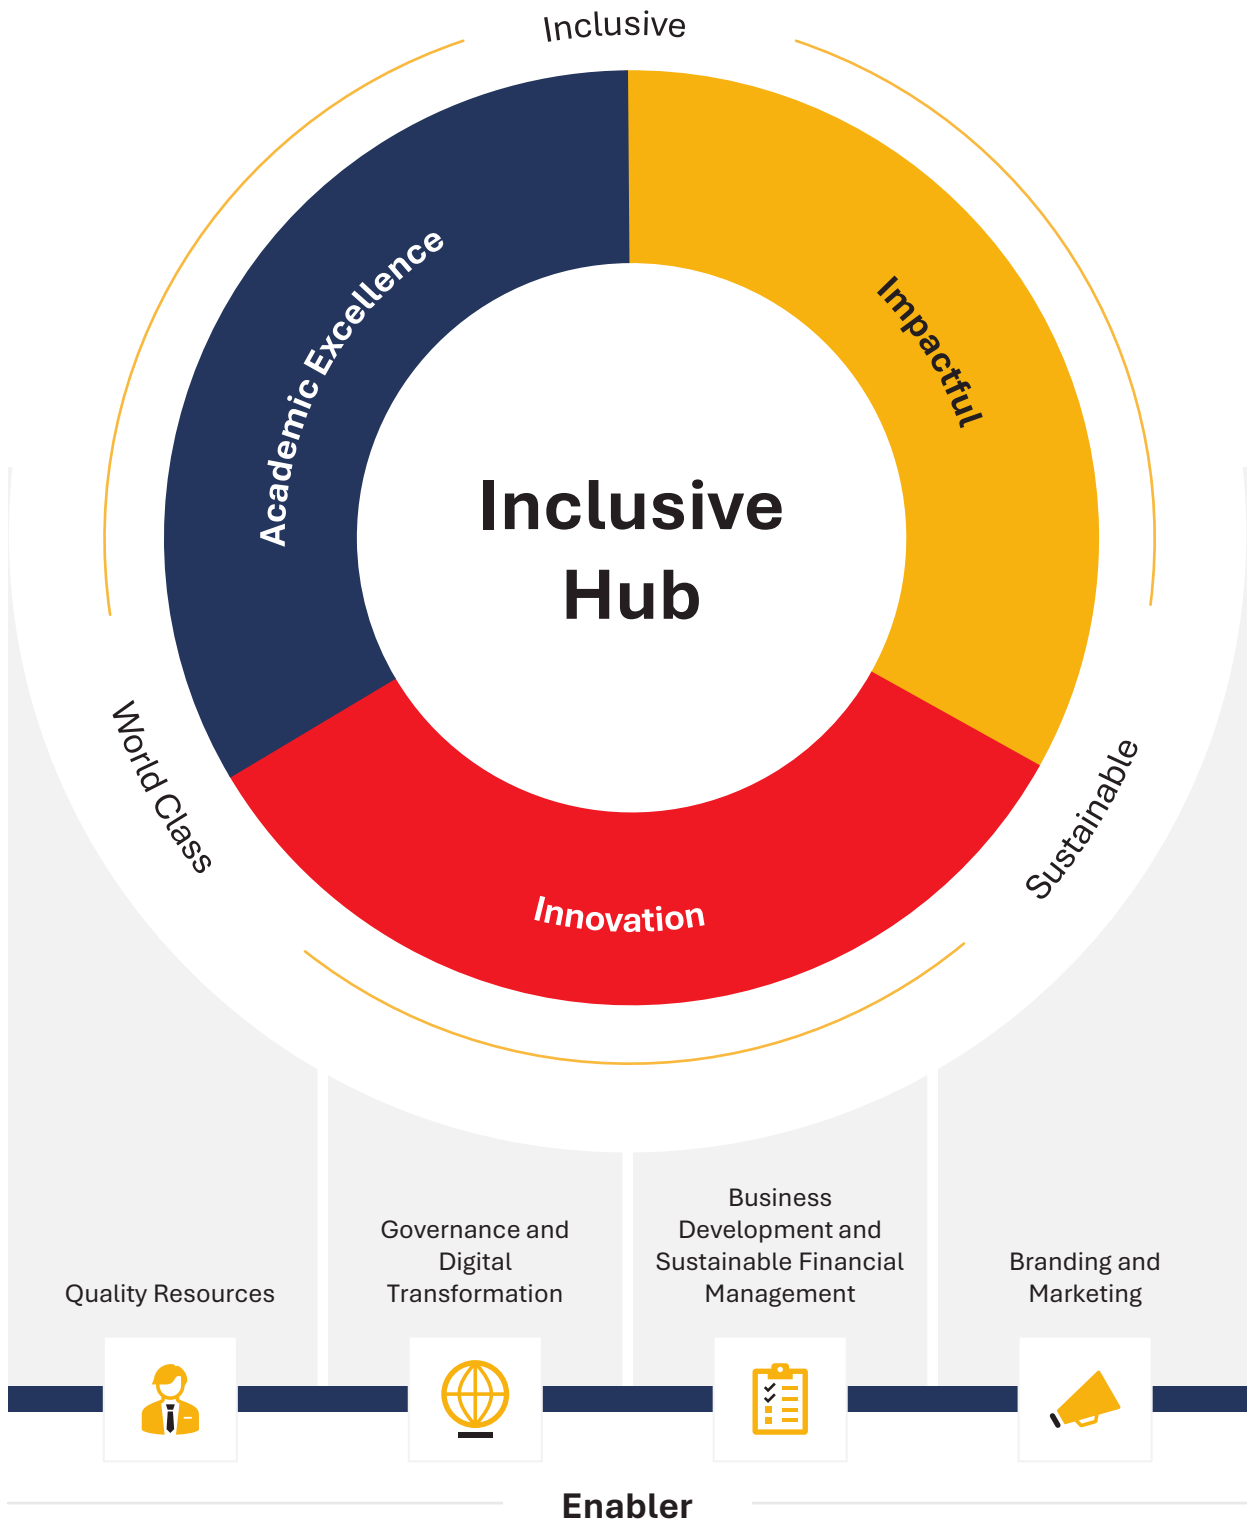 Inclusive
Academic Excellence
Impactful
Inclusive
Hub
World Class
Sustainable
Innovation
Quality Resources
Governance and
Digital
Transformation
Business
Development and
Sustainable Financial
Management
Branding and
Marketing
Enabler